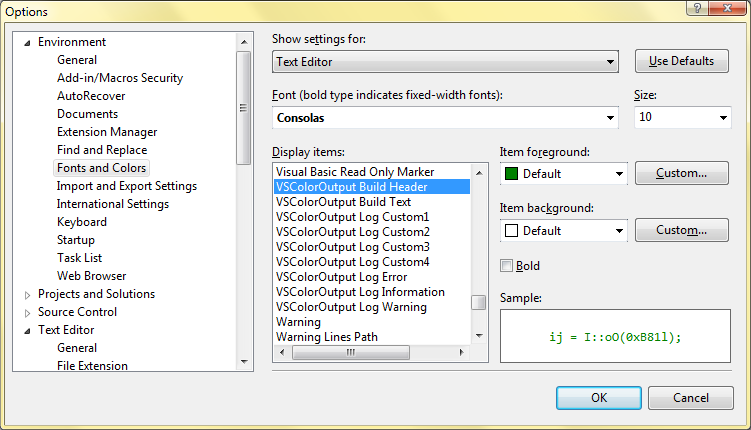 Options
Environment
General
Add-in/Macros Security
AutoRecover
Documents
Extension Manager
Find and Replace
Fonts and Colors
Import and Export Settings
International Settings
Keyboard
Startup
Task List
Web Browser
Projects and Solutions
Source Control
Text Editor
General
File Extension
Show settings for:
Text Editor
Use Defaults
Font (bold type indicates fixed-width fonts):
Size:
Consolas
10
Display items:
Visual Basic Read Only Marker
VSColorOutput Build Header
VSColorOutput Build Text
VSColorOutput Log Custom1
VSColorOutput Log Custom2
VSColorOutput Log Custom3
VSColorOutput Log Custom4
VSColorOutput Log Error
VSColorOutput Log Information
VSColorOutput Log Warning
Warning
Warning Lines Path
Item foreground:
Default
Custom...
Item background:
Default
Custom...
Bold
Sample:
ij = I::oO(0xB81l);
OK
Cancel